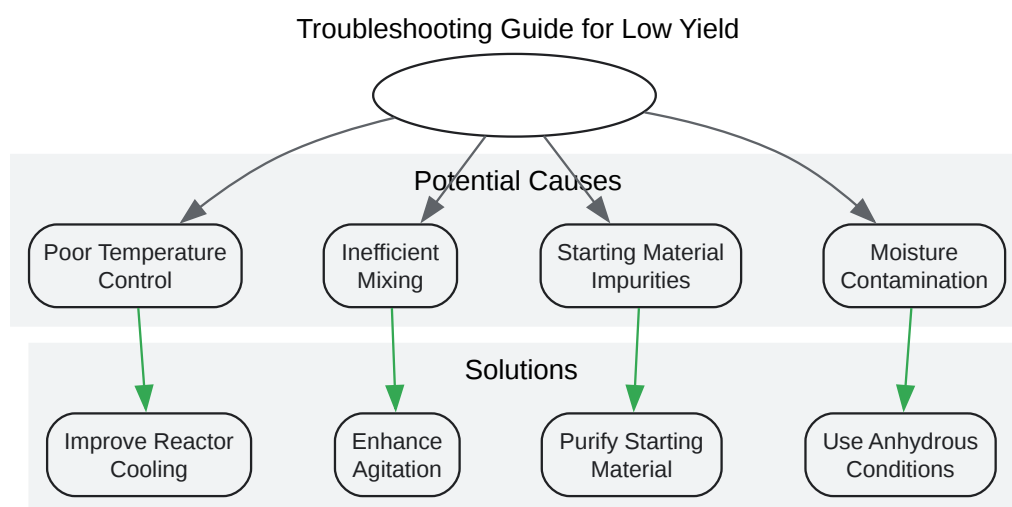 Troubleshooting Guide for Low Yield
Potential Causes
Poor Temperature
Control
Inefficient
Mixing
Starting Material
Impurities
Moisture
Contamination
Solutions
Improve Reactor
Cooling
Enhance
Agitation
Purify Starting
Material
Use Anhydrous
Conditions